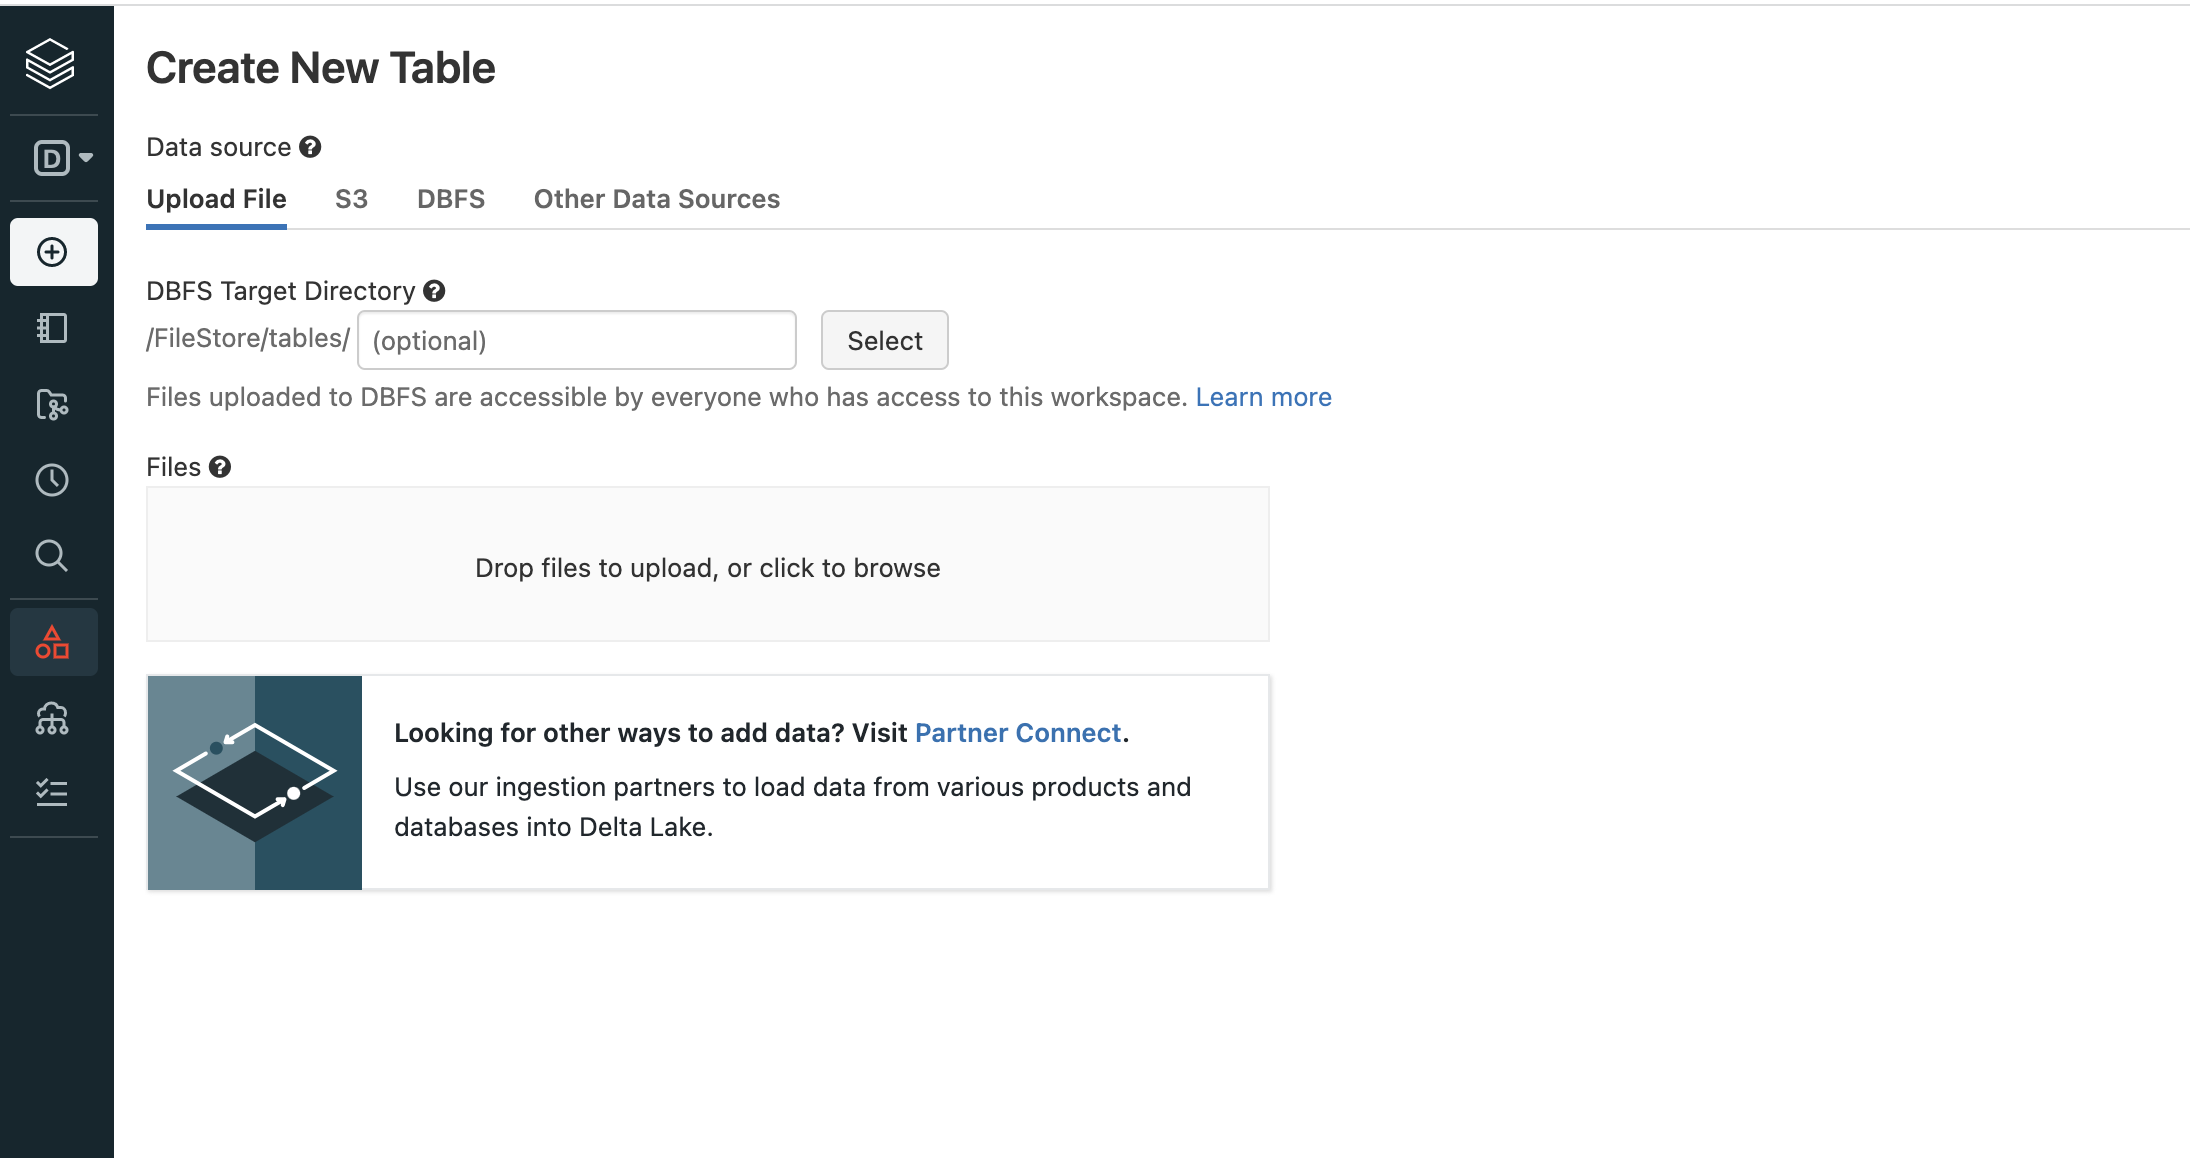 Create New Table
D
Data source
Upload File S3 DBFS Other Data Sources
DBFS Target Directory
/FileStore/tables/ (optional) Select
Files uploaded to DBFS are accessible by everyone who has access to this workspace. Learn more
Files
Drop files to upload, or click to browse
Looking for other ways to add data? Visit Partner Connect.
Use our ingestion partners to load data from various products and
databases into Delta Lake.